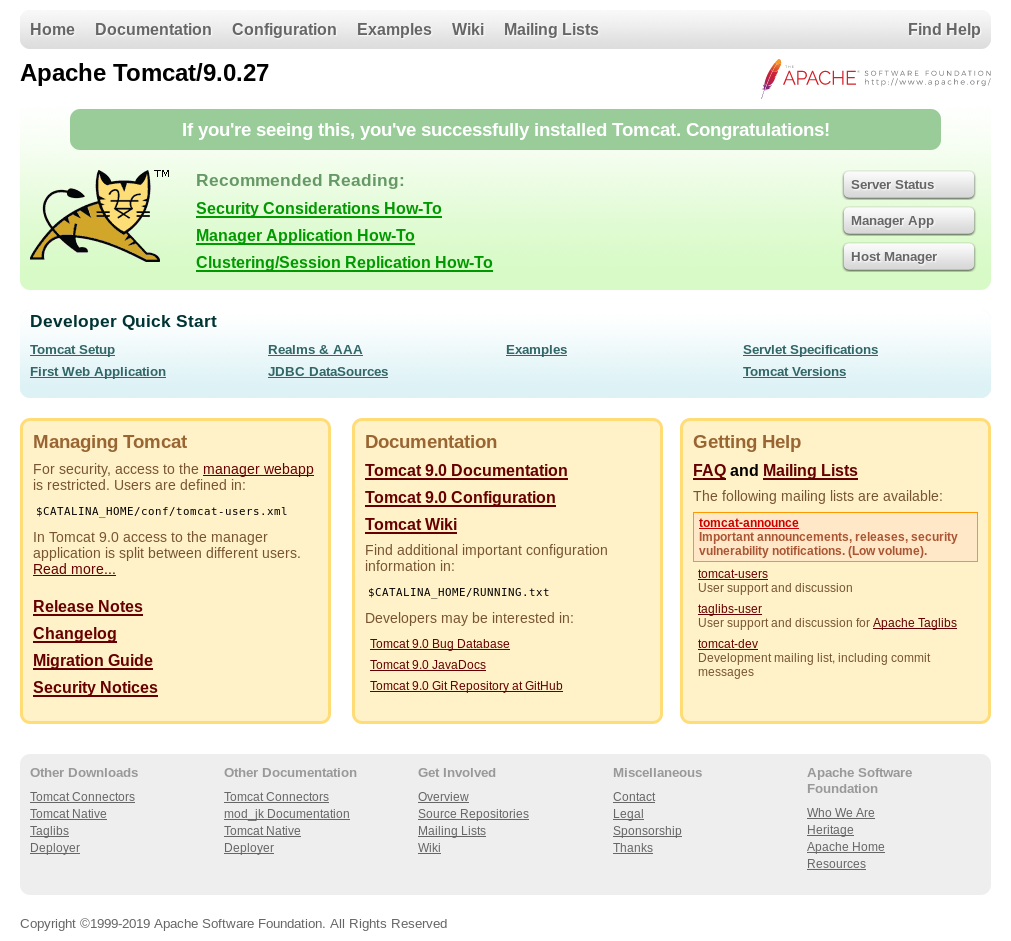 Home Documentation Configuration Examples Wiki Mailing Lists Find Help
Apache Tomcat/9.0.27
THE APACHE® SOFTWARE FOUNDATION
http://www.apache.org/
If you're seeing this, you've successfully installed Tomcat. Congratulations!
TM
Recommended Reading:
Security Considerations How-To
Manager Application How-To
Clustering/Session Replication How-To
Server Status
Manager App
Host Manager
Developer Quick Start
Tomcat Setup
First Web Application
Realms & AAA
JDBC DataSources
Examples
Servlet Specifications
Tomcat Versions
Managing Tomcat
For security, access to the manager webapp
is restricted. Users are defined in:
$CATALINA_HOME/conf/tomcat-users.xml
In Tomcat 9.0 access to the manager
application is split between different users.
Read more...
Release Notes
Changelog
Migration Guide
Security Notices
Documentation
Tomcat 9.0 Documentation
Tomcat 9.0 Configuration
Tomcat Wiki
Find additional important configuration
information in:
$CATALINA_HOME/RUNNING.txt
Developers may be interested in:
Tomcat 9.0 Bug Database
Tomcat 9.0 JavaDocs
Tomcat 9.0 Git Repository at GitHub
Getting Help
FAQ and Mailing Lists
The following mailing lists are available:
tomcat-announce
Important announcements, releases, security
vulnerability notifications. (Low volume).
tomcat-users
User support and discussion
taglibs-user
User support and discussion for Apache Taglibs
tomcat-dev
Development mailing list, including commit
messages
Other Downloads
Tomcat Connectors
Tomcat Native
Taglibs
Deployer
Other Documentation
Tomcat Connectors
mod_jk Documentation
Tomcat Native
Deployer
Get Involved
Overview
Source Repositories
Mailing Lists
Wiki
Miscellaneous
Contact
Legal
Sponsorship
Thanks
Apache Software
Foundation
Who We Are
Heritage
Apache Home
Resources
Copyright ©1999-2019 Apache Software Foundation. All Rights Reserved